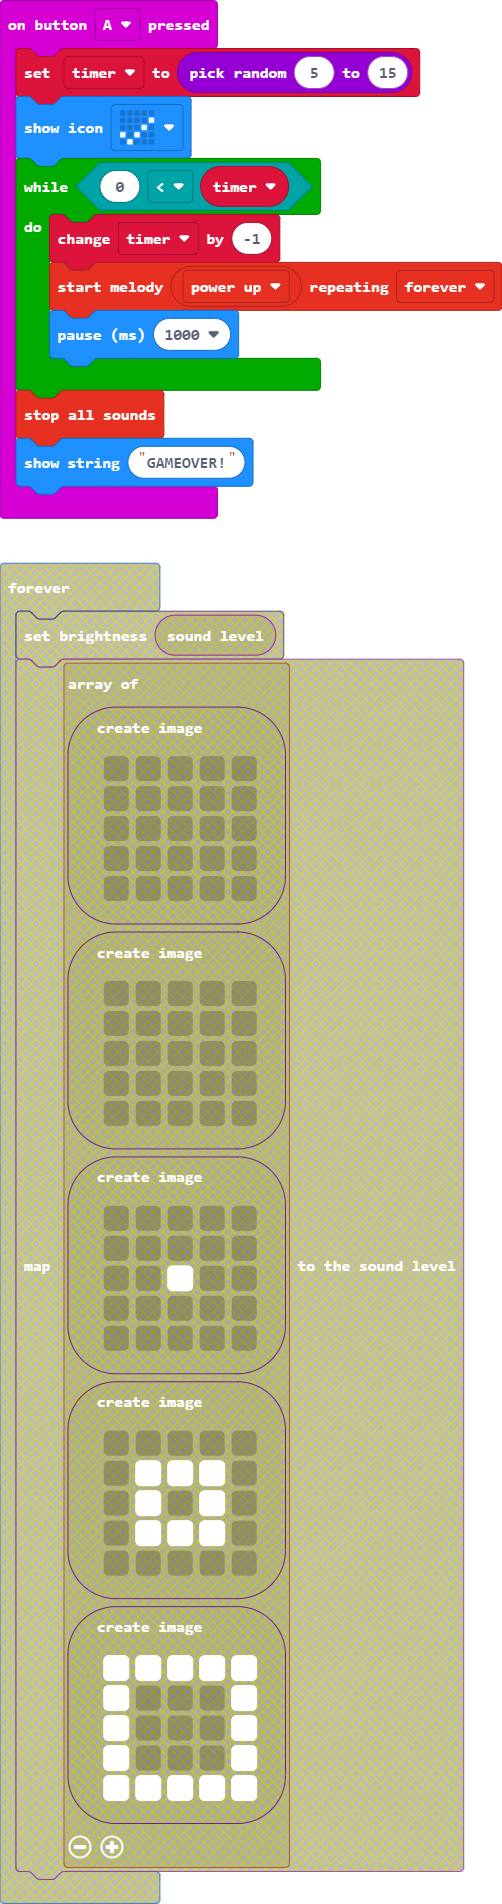 on button A pressed
set timer to pick random 5 to 15
show icon
while 0 < timer
do
change timer by -1
start melody power up repeating forever
pause (ms) 1000
stop all sounds
show string "GAMEOVER!"
forever
set brightness sound level
array of
create image
create image
create image
map to the sound level
create image
create image